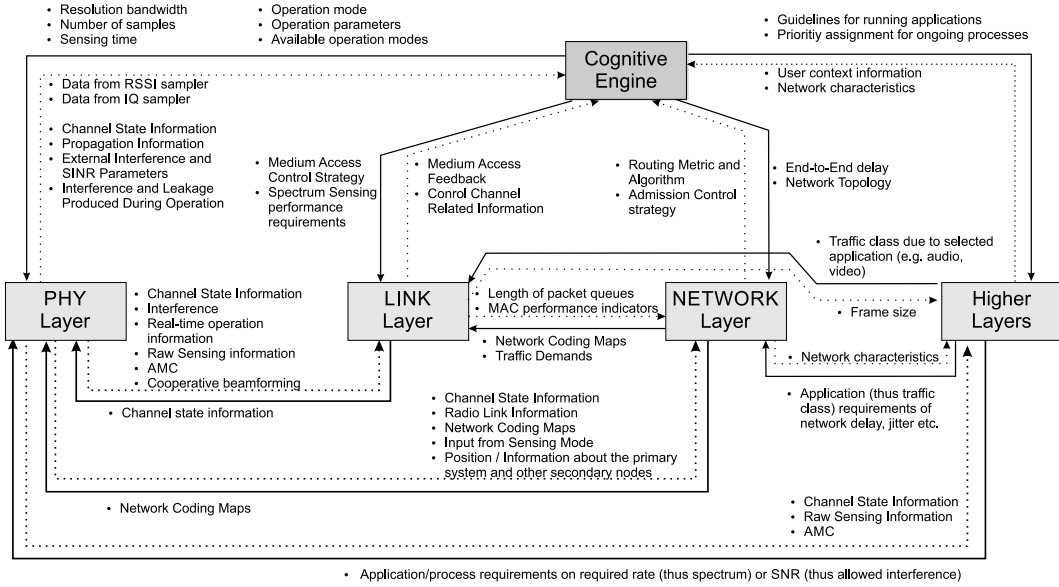 • Resolution bandwidth
• Number of samples
• Sensing time
• Operation mode
• Operation parameters
• Available operation modes
• Guidelines for running applications
• Prioritiy assignment for ongoing processes
Cognitive
Engine
• User context information
• Network characteristics
• Data from RSSI sampler
• Data from IQ sampler
• Channel State Information
• Propagation Information
• External Interference and
SINR Parameters
• Interference and Leakage
Produced During Operation
• Medium Access
Control Strategy
• Spectrum Sensing
performance
requirements
• Medium Access
Feedback
• Conrol Channel
Related Information
• Routing Metric and
Algorithm
• Admission Control
strategy
• End-to-End delay
• Network Topology
• Traffic class due to selected
application (e.g. audio,
video)
PHY
Layer
• Channel State Information
• Interference
• Real-time operation
information
• Raw Sensing information
• AMC
• Cooperative beamforming
LINK
Layer
• Length of packet queues
• MAC performance indicators
• Network Coding Maps
• Traffic Demands
NETWORK
Layer
• Frame size
• Network characteristics
Higher
Layers
• Channel state information
• Channel State Information
• Radio Link Information
• Network Coding Maps
• Input from Sensing Mode
• Position / Information about the primary
system and other secondary nodes
• Application (thus traffic
class) requirements of
network delay, jitter etc.
• Network Coding Maps
• Channel State Information
• Raw Sensing Information
• AMC
• Application/process requirements on required rate (thus spectrum) or SNR (thus allowed interference)